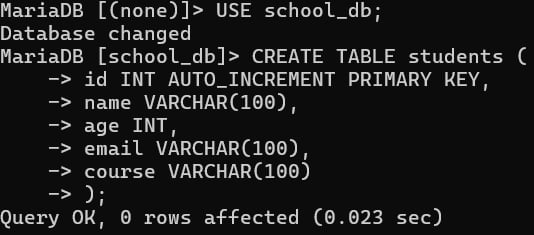 MariaDB [(none)]> USE school_db;
Database changed
MariaDB [school_db]> CREATE TABLE students (
    -> id INT AUTO_INCREMENT PRIMARY KEY,
    -> name VARCHAR(100),
    -> age INT,
    -> email VARCHAR(100),
    -> course VARCHAR(100)
    -> );
Query OK, 0 rows affected (0.023 sec)